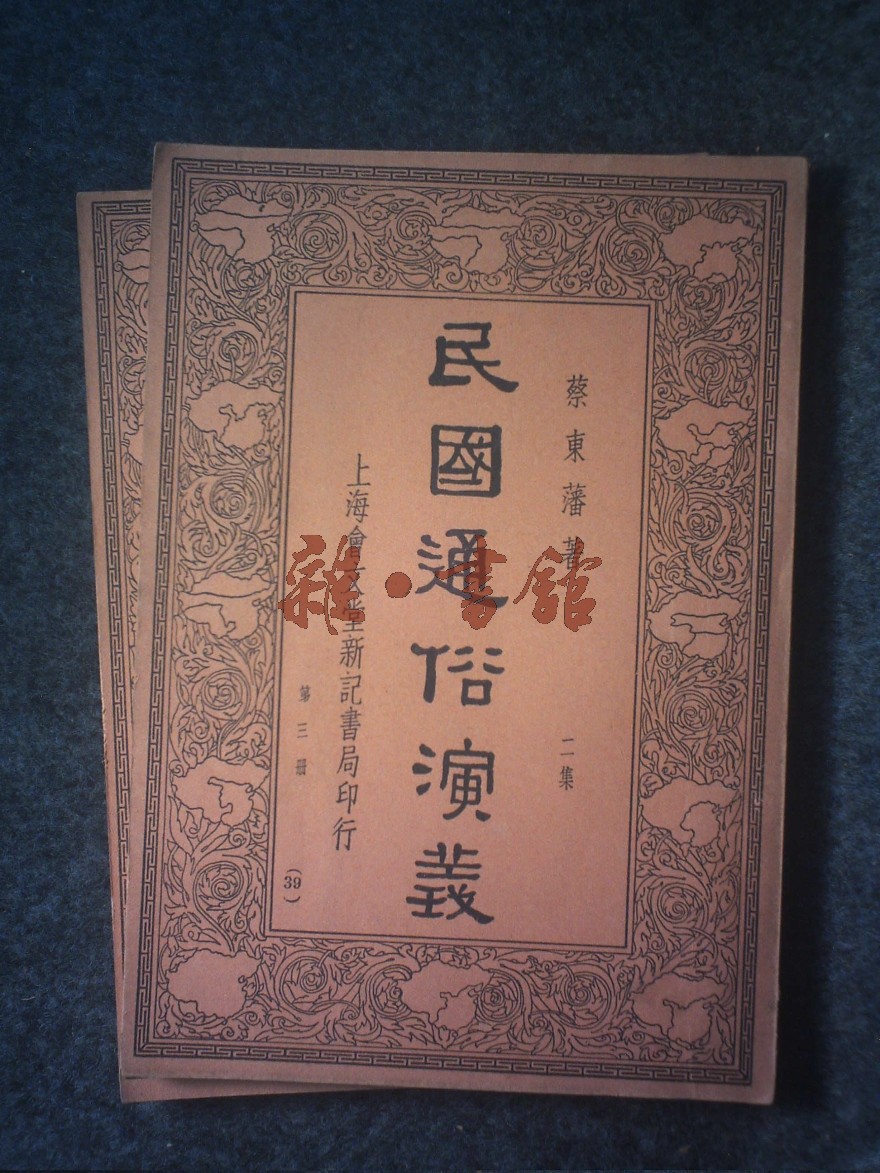 蔡東藩著
二集
民國通俗演義
上海會文堂新記書局印行
第三册
(39)
雜·書館